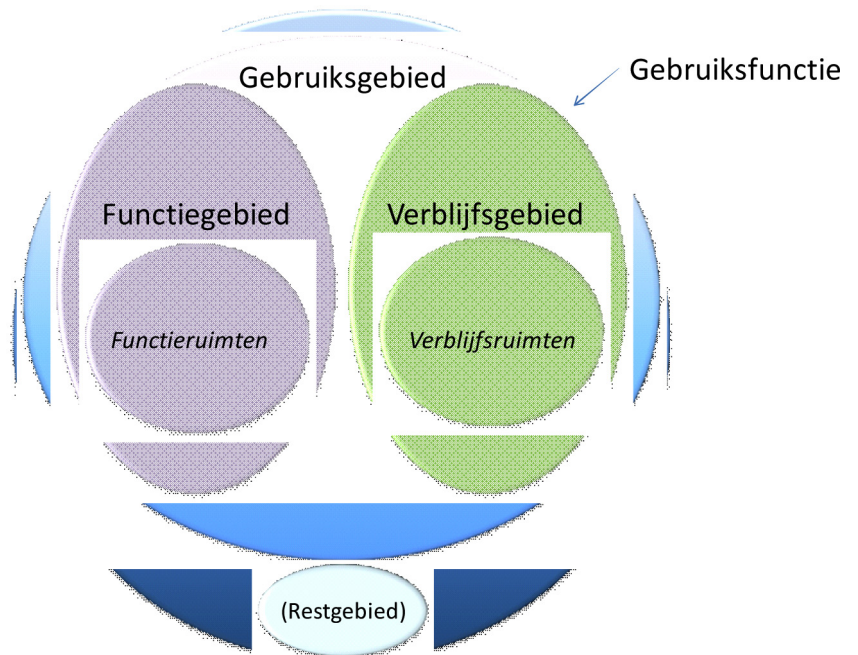 Gebruiksgebied
Gebruiksfunctie
Functiegebied
Verblijfsgebied
Functieruimten
Verblijfsruimten
(Restgebied)